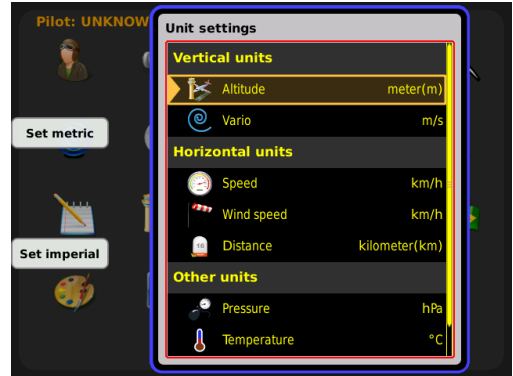 Pilot: UNKNOW
Unit settings
Vertical units
Altitude meter(m)
Vario m/s
Set metric
Horizontal units
Speed km/h
Wind speed km/h
16
Distance kilometer(km)
Set imperial
Other units
Pressure hPa
Temperature °C